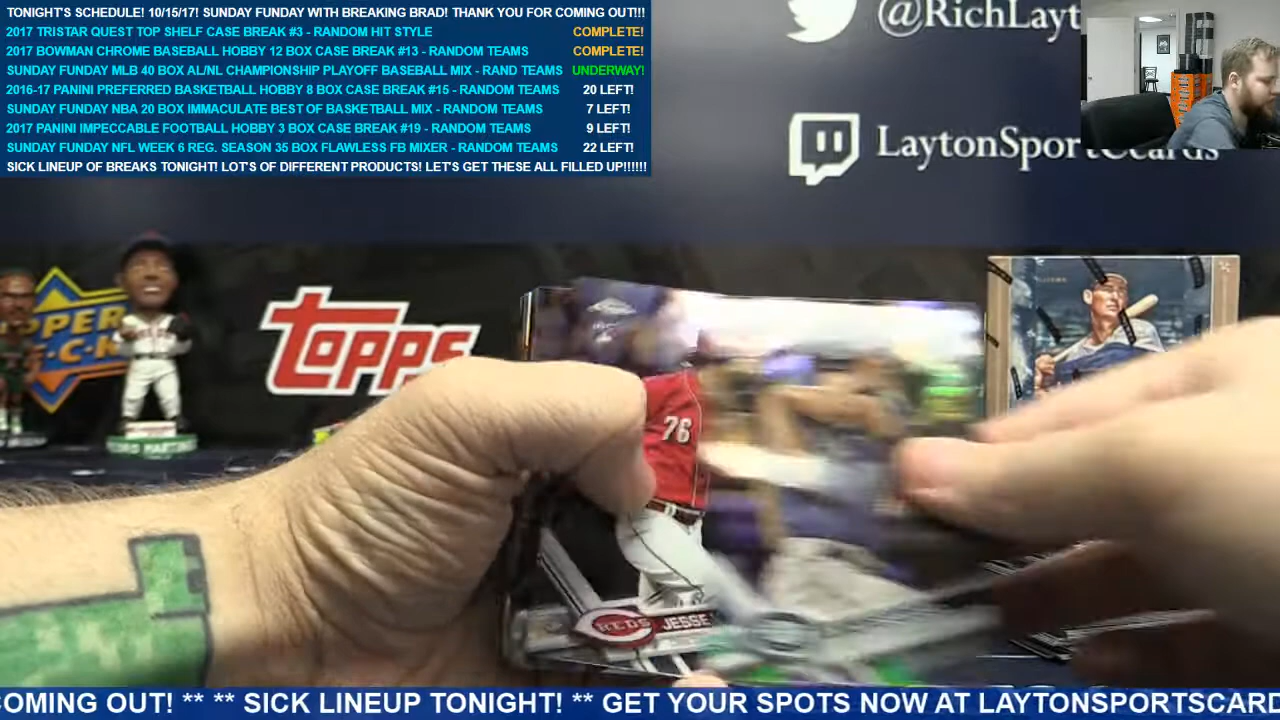 TONIGHT'S SCHEDULE! 10/15/17! SUNDAY FUNDAY WITH BREAKING BRAD! THANK YOU FOR COMING OUT!!!
2017 TRISTAR QUEST TOP SHELF CASE BREAK #3 - RANDOM HIT STYLE COMPLETE!
2017 BOWMAN CHROME BASEBALL HOBBY 12 BOX CASE BREAK #13 - RANDOM TEAMS COMPLETE!
SUNDAY FUNDAY MLB 40 BOX AL/NL CHAMPIONSHIP PLAYOFF BASEBALL MIX - RAND TEAMS UNDERWAY!
2016-17 PANINI PREFERRED BASKETBALL HOBBY 8 BOX CASE BREAK #15 - RANDOM TEAMS 20 LEFT!
SUNDAY FUNDAY NBA 20 BOX IMMACULATE BEST OF BASKETBALL MIX - RANDOM TEAMS 7 LEFT!
2017 PANINI IMPECCABLE FOOTBALL HOBBY 3 BOX CASE BREAK #19 - RANDOM TEAMS 9 LEFT!
SUNDAY FUNDAY NFL WEEK 6 REG. SEASON 35 BOX FLAWLESS FB MIXER - RANDOM TEAMS 22 LEFT!
SICK LINEUP OF BREAKS TONIGHT! LOT'S OF DIFFERENT PRODUCTS! LET'S GET THESE ALL FILLED UP!!!!!!
@RichLayt
LaytonSportsCards
TOPPS
76
REDS JESSE
COMING OUT! ** ** SICK LINEUP TONIGHT! ** GET YOUR SPOTS NOW AT LAYTONSPORTSCARD